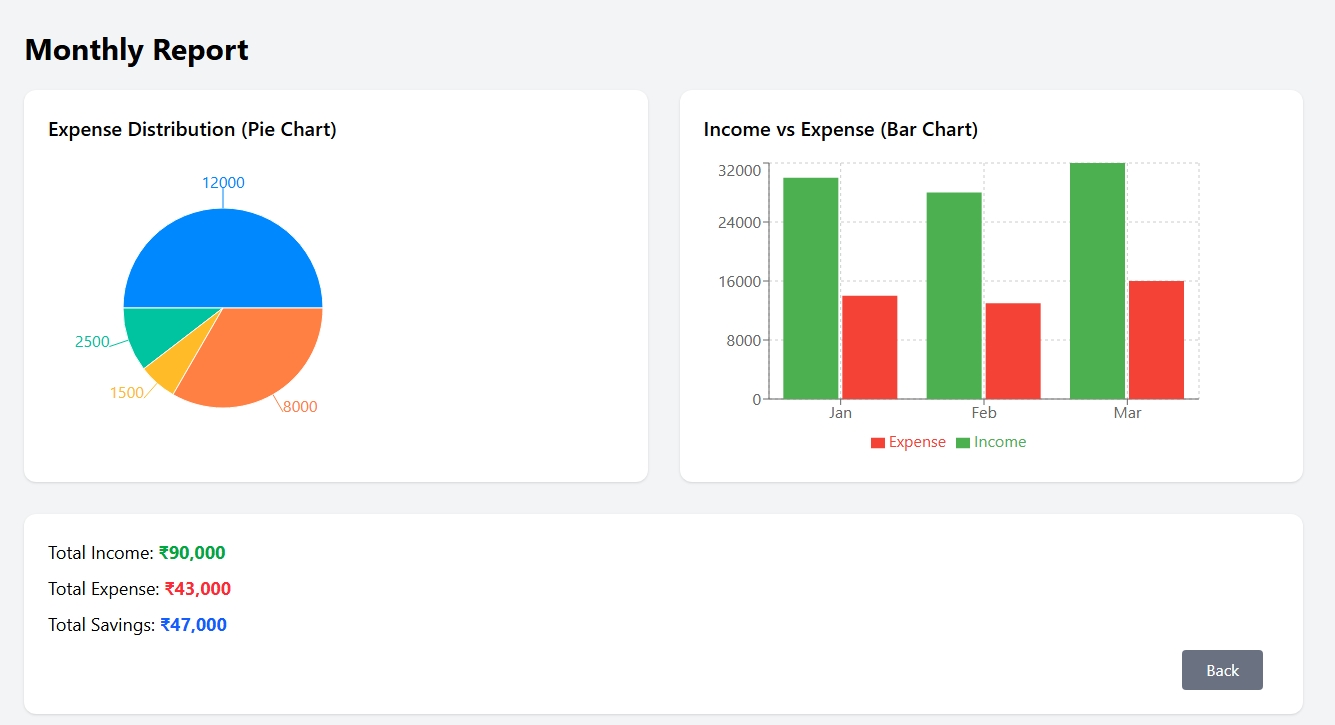 Monthly Report
Expense Distribution (Pie Chart)
12000
2500
1500
8000
Income vs Expense (Bar Chart)
32000
24000
16000
8000
0
Jan Feb Mar
Expense Income
Total Income: ₹90,000
Total Expense: ₹43,000
Total Savings: ₹47,000
Back